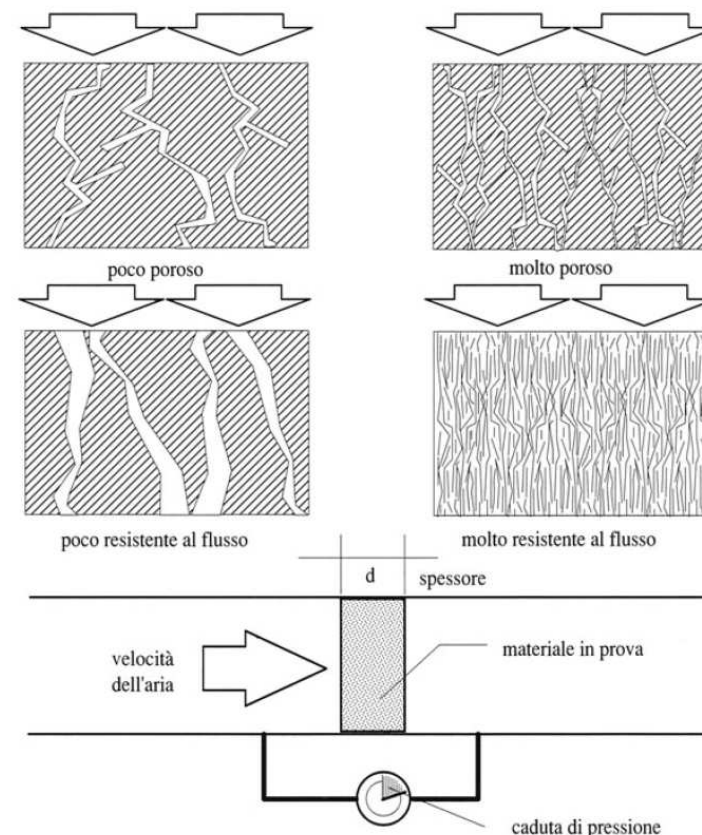 poco poroso
molto poroso
poco resistente al flusso
molto resistente al flusso
d
spessore
velocità
dell'aria
materiale in prova
caduta di pressione